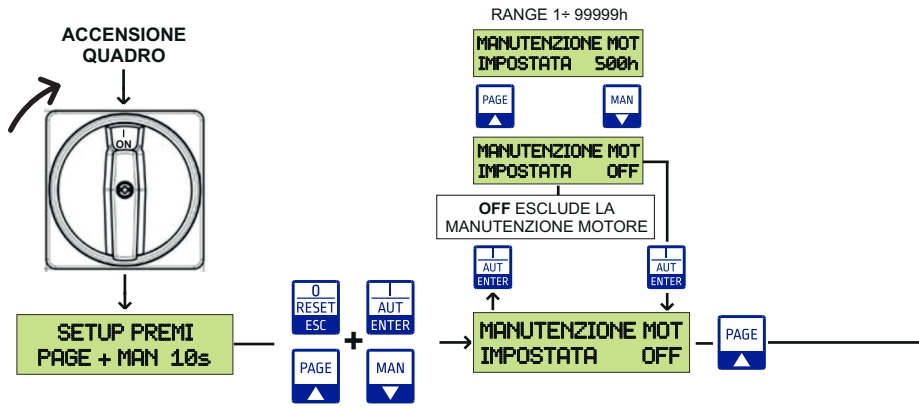 ACCENSIONE
QUADRO
I
ON
SETUP PREMI
PAGE + MAN 10s
0
RESET
ESC
+
I
AUT
ENTER
PAGE
MAN
RANGE 1÷ 99999h
MANUTENZIONE MOT
IMPOSTATA 500h
PAGE
MAN
MANUTENZIONE MOT
IMPOSTATA OFF
OFF ESCLUDE LA
MANUTENZIONE MOTORE
I
AUT
ENTER
I
AUT
ENTER
MANUTENZIONE MOT
IMPOSTATA OFF
PAGE